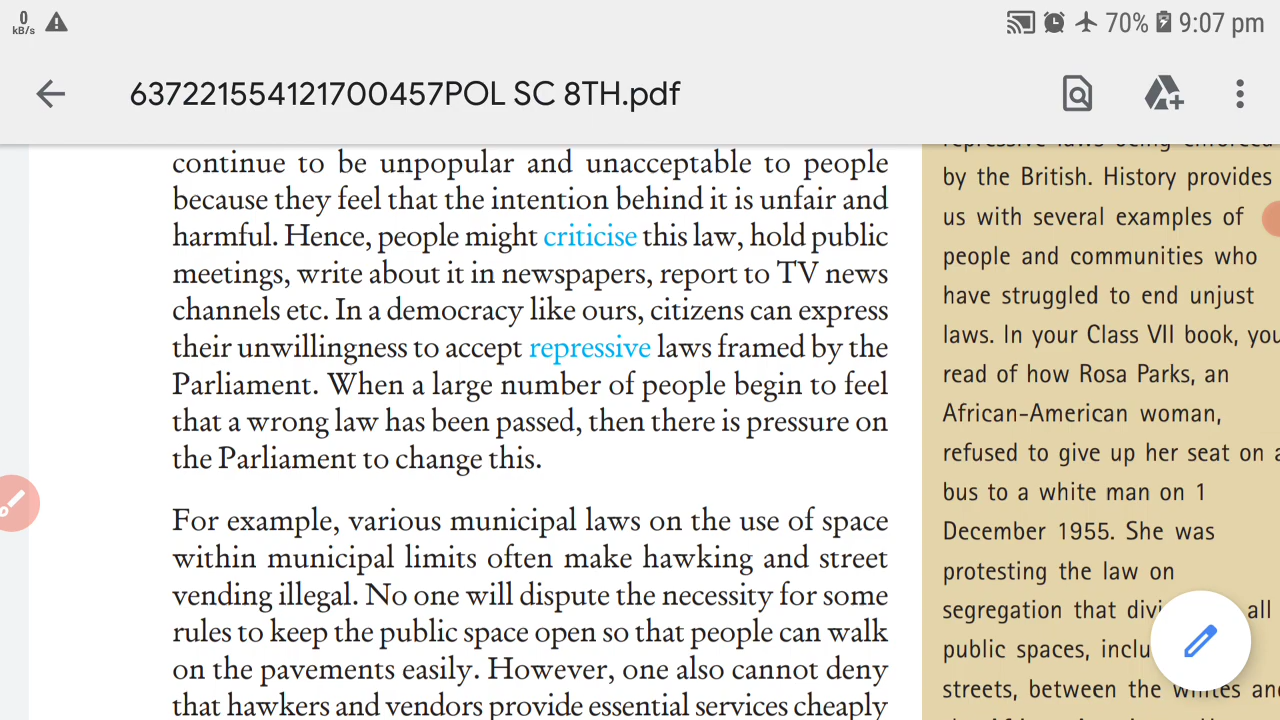 0
kB/s
70%
9:07 pm
637221554121700457POL SC 8TH.pdf
continue to be unpopular and unacceptable to people
because they feel that the intention behind it is unfair and
harmful. Hence, people might criticise this law, hold public
meetings, write about it in newspapers, report to TV news
channels etc. In a democracy like ours, citizens can express
their unwillingness to accept repressive laws framed by the
Parliament. When a large number of people begin to feel
that a wrong law has been passed, then there is pressure on
the Parliament to change this.
For example, various municipal laws on the use of space
within municipal limits often make hawking and street
vending illegal. No one will dispute the necessity for some
rules to keep the public space open so that people can walk
on the pavements easily. However, one also cannot deny
that hawkers and vendors provide essential services cheaply
repressive laws being enforced
by the British. History provides
us with several examples of
people and communities who
have struggled to end unjust
laws. In your Class VII book, you
read of how Rosa Parks, an
African-American woman,
refused to give up her seat on a
bus to a white man on 1
December 1955. She was
protesting the law on
segregation that all
public spaces,
streets, between the whites and